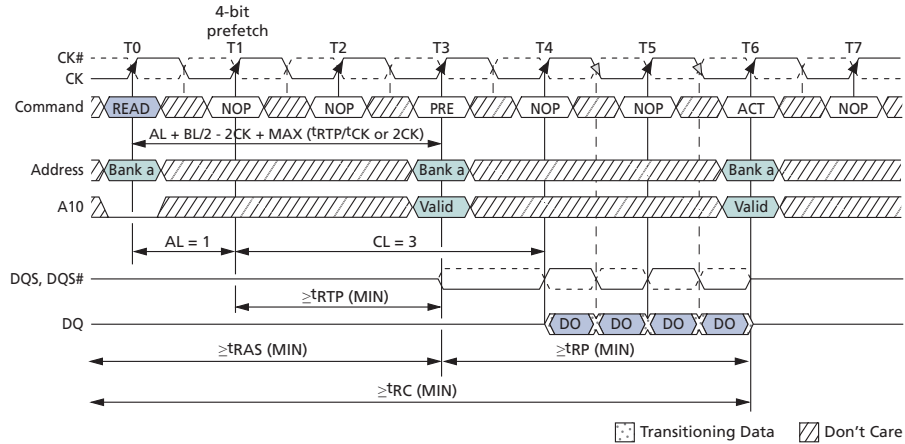 4-bit
prefetch
T0 T1 T2 T3 T4 T5 T6 T7
CK#
CK
Command READ NOP NOP PRE NOP NOP ACT NOP
AL + BL/2 - 2CK + MAX (tRTP/tCK or 2CK)
Address Bank a Bank a Bank a
A10 Valid Valid
AL = 1 CL = 3
DQS, DQS#
≥tRTP (MIN)
DQ DO DO DO DO
≥tRAS (MIN) ≥tRP (MIN)
≥tRC (MIN)
Transitioning Data Don't Care